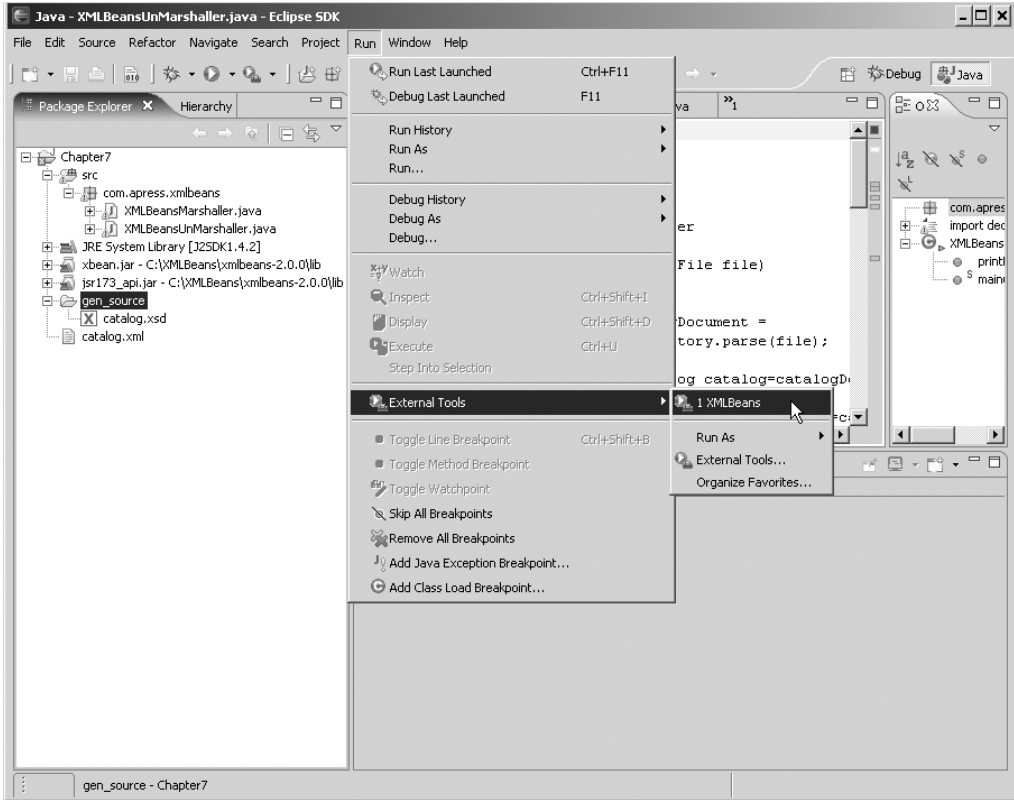 Java - XMLBeansUnMarshaller.java - Eclipse SDK
File Edit Source Refactor Navigate Search Project Run Window Help
Debug Java
Package Explorer Hierarchy
Chapter7
src
com.apress.xmlbeans
XMLBeansMarshaller.java
XMLBeansUnMarshaller.java
JRE System Library [J2SDK1.4.2]
xbean.jar - C:\XMLBeans\xmlbeans-2.0.0\lib
jsr173_api.jar - C:\XMLBeans\xmlbeans-2.0.0\lib
gen_source
catalog.xsd
catalog.xml
Run Last Launched Ctrl+F11
Debug Last Launched F11
Run History
Run As
Run...
Debug History
Debug As
Debug...
Watch
Inspect Ctrl+Shift+I
Display Ctrl+Shift+D
Execute Ctrl+U
Step Into Selection
External Tools
Toggle Line Breakpoint Ctrl+Shift+B
Toggle Method Breakpoint
Toggle Watchpoint
Skip All Breakpoints
Remove All Breakpoints
Add Java Exception Breakpoint...
Add Class Load Breakpoint...
1 XMLBeans
Run As
External Tools...
Organize Favorites...
va »1
er
File file)
Document =
tory.parse(file);
og catalog=catalogD
com.apres
import dec
XMLBeans
printl
main
gen_source - Chapter7